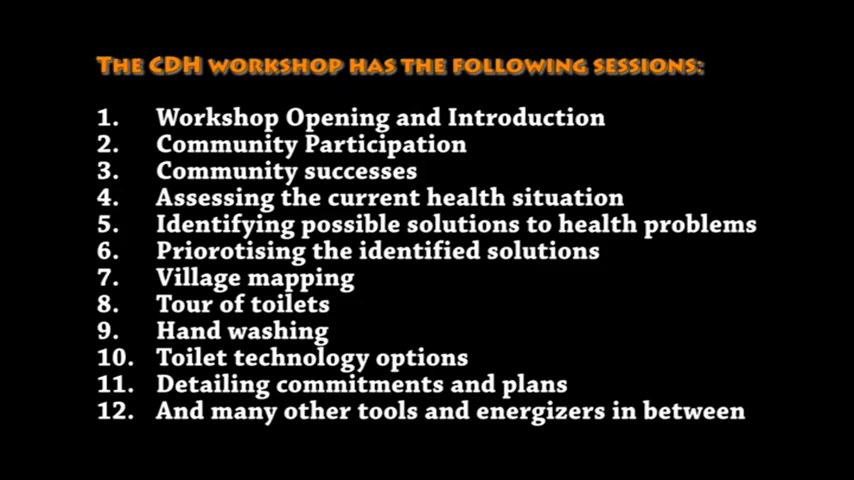 THE CDH WORKSHOP HAS THE FOLLOWING SESSIONS:
1. Workshop Opening and Introduction
2. Community Participation
3. Community successes
4. Assessing the current health situation
5. Identifying possible solutions to health problems
6. Priorotising the identified solutions
7. Village mapping
8. Tour of toilets
9. Hand washing
10. Toilet technology options
11. Detailing commitments and plans
12. And many other tools and energizers in between